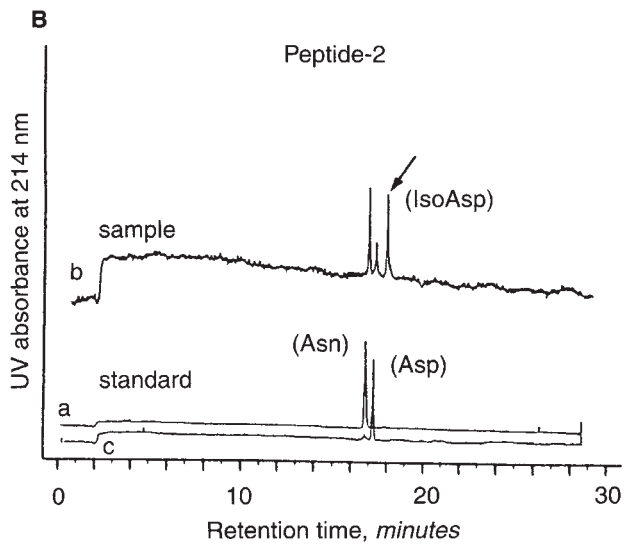 B
Peptide-2
UV absorbance at 214 nm
(IsoAsp)
sample
b
(Asn)
(Asp)
standard
a
c
0 10 20 30
Retention time, minutes